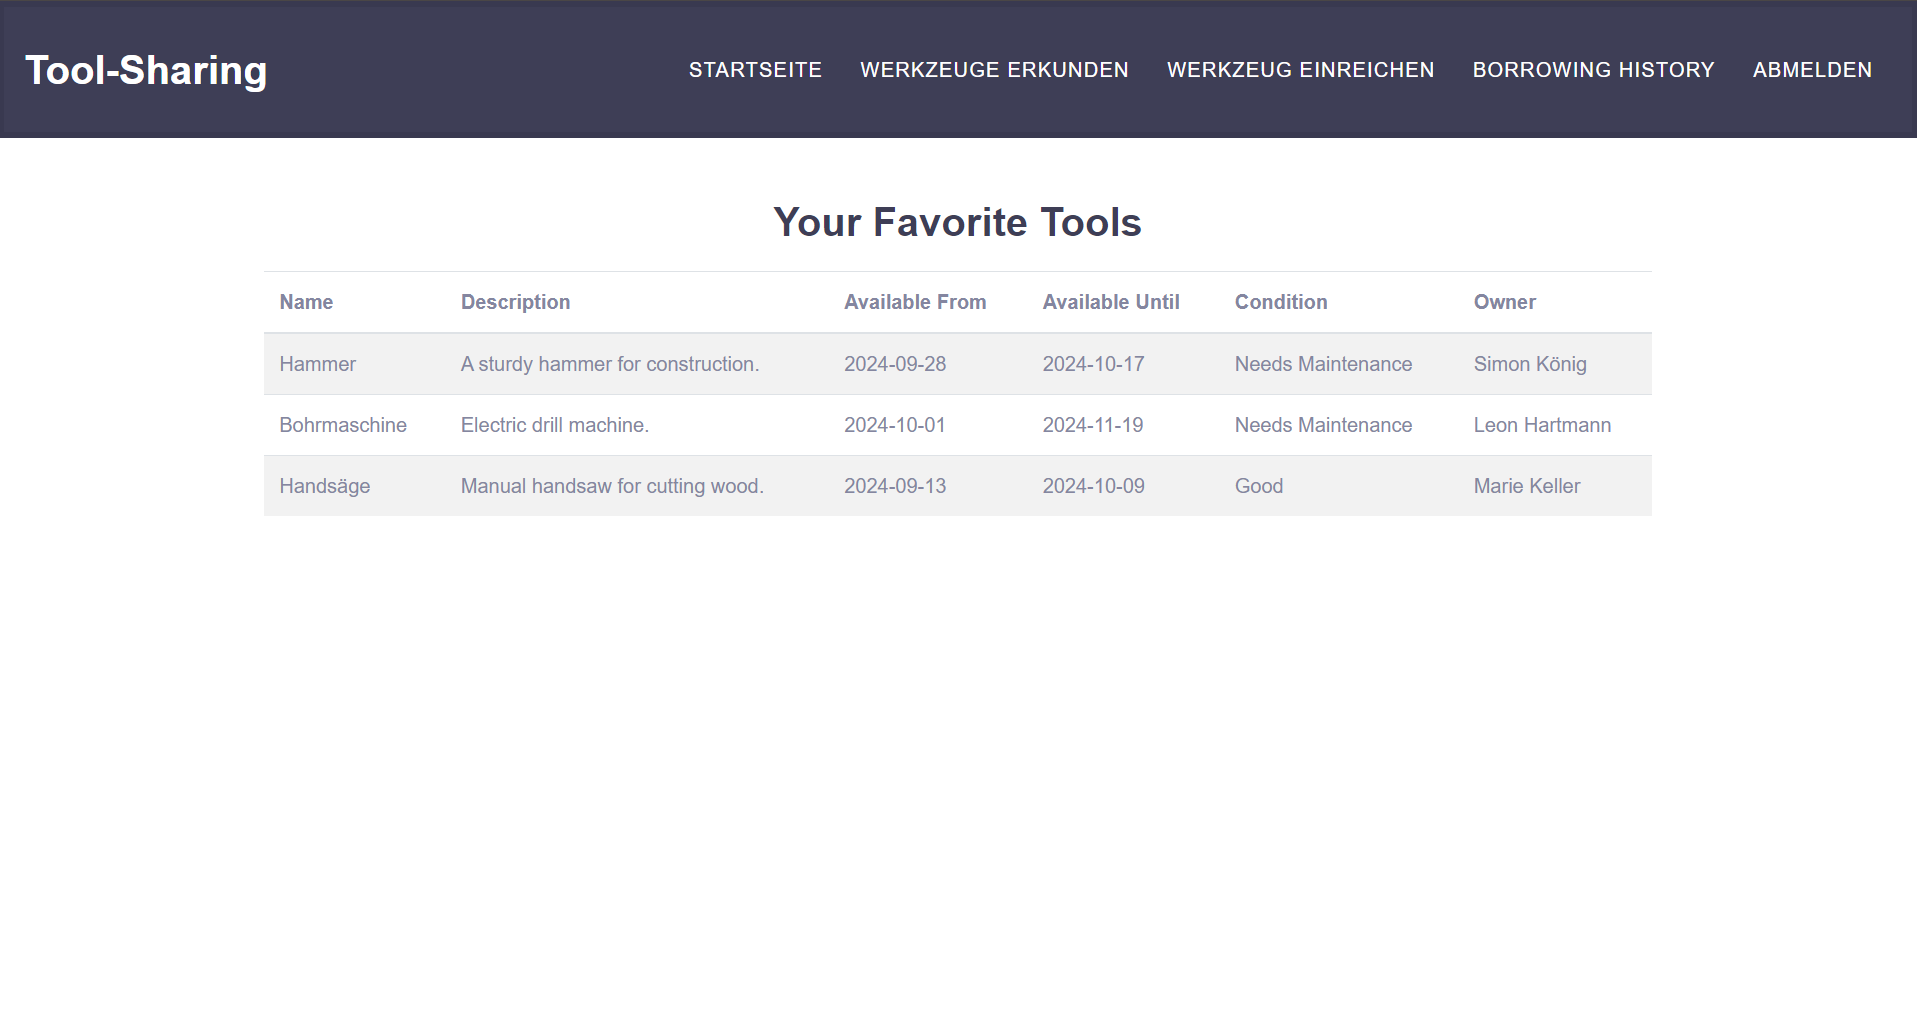 Tool-Sharing STARTSEITE WERKZEUGE ERKUNDEN WERKZEUG EINREICHEN BORROWING HISTORY ABMELDEN
Your Favorite Tools
Name Description Available From Available Until Condition Owner
Hammer A sturdy hammer for construction. 2024-09-28 2024-10-17 Needs Maintenance Simon König
Bohrmaschine Electric drill machine. 2024-10-01 2024-11-19 Needs Maintenance Leon Hartmann
Handsäge Manual handsaw for cutting wood. 2024-09-13 2024-10-09 Good Marie Keller